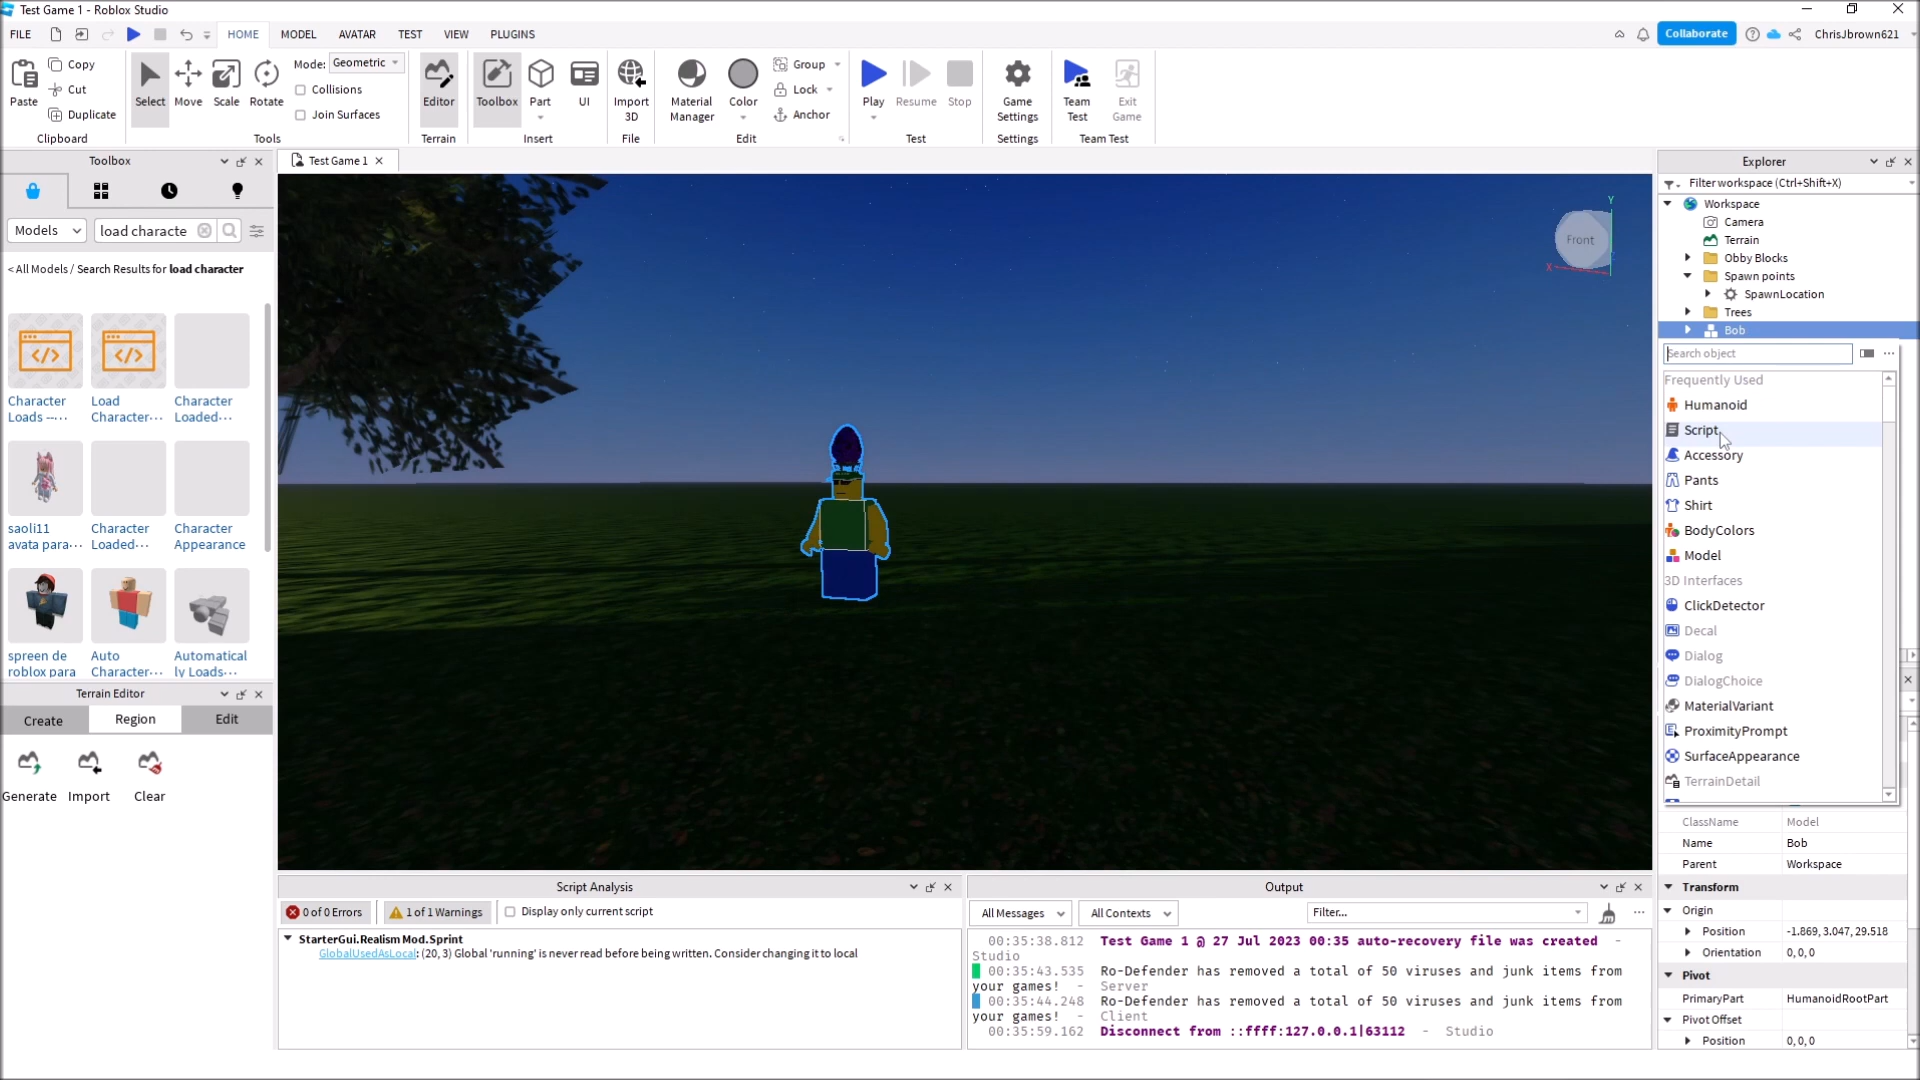 Test Game 1 - Roblox Studio
FILE
HOME
MODEL
AVATAR
TEST
VIEW
PLUGINS
Collaborate
ChrisJbrown621
Paste
Copy
Cut
Duplicate
Clipboard
Select
Move
Scale
Rotate
Mode:
Geometric
Collisions
Join Surfaces
Tools
Editor
Terrain
Toolbox
Part
UI
Insert
Import
3D
File
Material
Manager
Color
Group
Lock
Anchor
Edit
Play
Resume
Stop
Test
Game
Settings
Settings
Team
Test
Exit
Game
Team Test
Toolbox
Models
load characte
< All Models / Search Results for load character
Character
Loads --···
Load
Character···
Character
Loaded···
saoli11
avata para···
Character
Loaded···
Character
Appearance
spreen de
roblox para
Auto
Character···
Automatical
ly Loads···
Terrain Editor
Create
Region
Edit
Generate
Import
Clear
Test Game 1
Front
Y
X
Explorer
Filter workspace (Ctrl+Shift+X)
Workspace
Camera
Terrain
Obby Blocks
Spawn points
SpawnLocation
Trees
Bob
Search object
Frequently Used
Humanoid
Script
Accessory
Pants
Shirt
BodyColors
Model
3D Interfaces
ClickDetector
Decal
Dialog
DialogChoice
MaterialVariant
ProximityPrompt
SurfaceAppearance
TerrainDetail
ClassName Model
Name Bob
Parent Workspace
Transform
Origin
Position -1.869, 3.047, 29.518
Orientation 0, 0, 0
Pivot
PrimaryPart HumanoidRootPart
Pivot Offset
Position 0, 0, 0
Script Analysis
0 of 0 Errors
1 of 1 Warnings
Display only current script
StarterGui.Realism Mod.Sprint
GlobalUsedAsLocal: (20, 3) Global 'running' is never read before being written. Consider changing it to local
Output
All Messages
All Contexts
Filter...
00:35:38.812 Test Game 1 @ 27 Jul 2023 00:35 auto-recovery file was created -
Studio
00:35:43.535 Ro-Defender has removed a total of 50 viruses and junk items from
your games! - Server
00:35:44.248 Ro-Defender has removed a total of 50 viruses and junk items from
your games! - Client
00:35:59.162 Disconnect from ::ffff:127.0.0.1|63112 - Studio